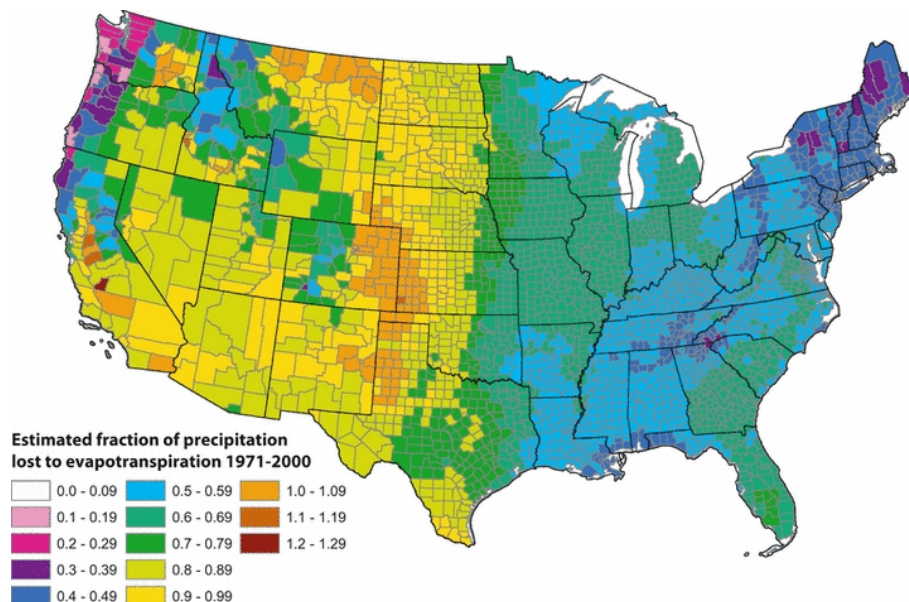 Estimated fraction of precipitation
lost to evapotranspiration 1971-2000
0.0 - 0.09
0.5 - 0.59
1.0 - 1.09
0.1 - 0.19
0.6 - 0.69
1.1 - 1.19
0.2 - 0.29
0.7 - 0.79
1.2 - 1.29
0.3 - 0.39
0.8 - 0.89
0.4 - 0.49
0.9 - 0.99